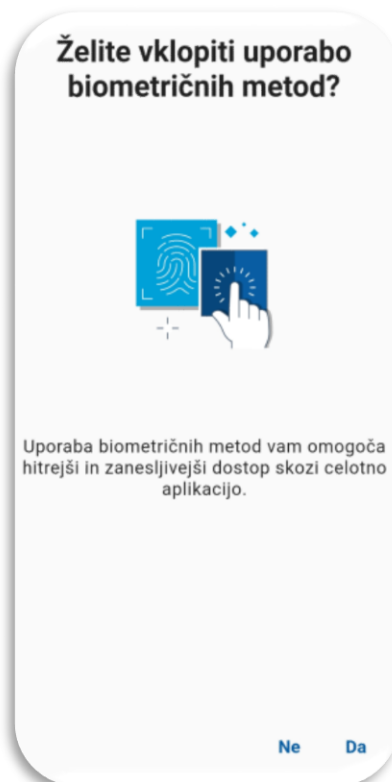 Želite vklopiti uporabo
biometričnih metod?
Uporaba biometričnih metod vam omogoča
hitrejši in zanesljivejši dostop skozi celotno
aplikacijo.
Ne Da